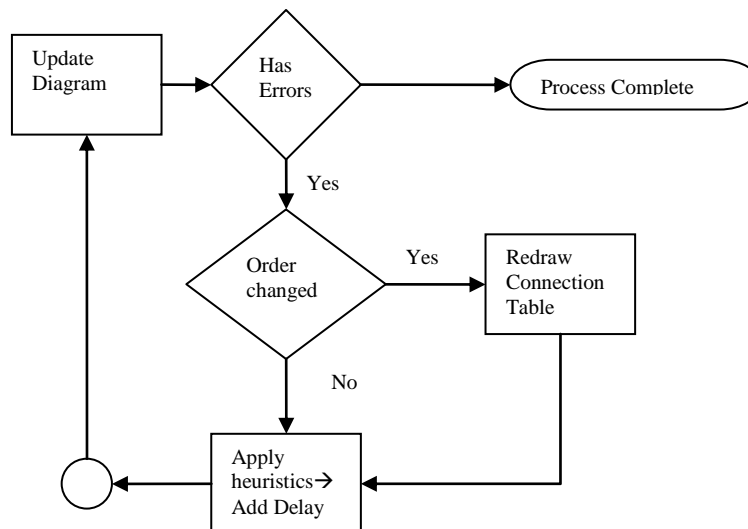 Update
Diagram
Has
Errors
Process Complete
Yes
Order
changed
Yes
Redraw
Connection
Table
No
Apply
heuristics→
Add Delay